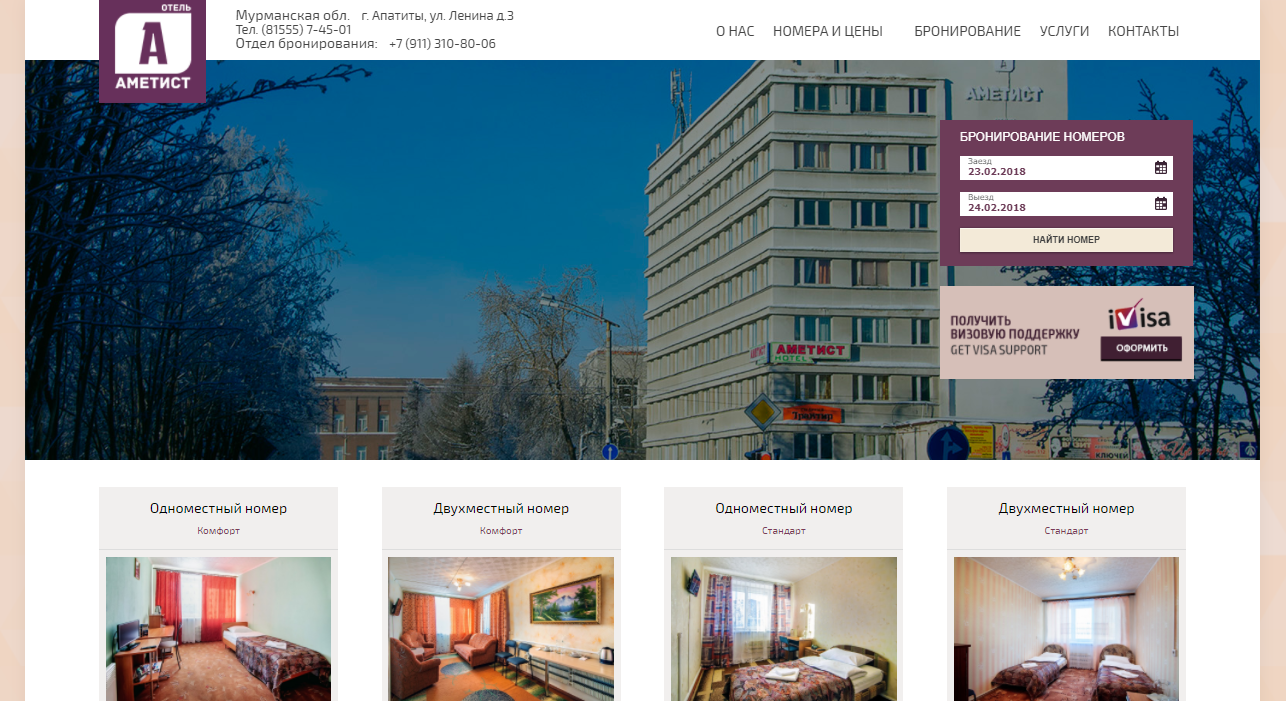 ОТЕЛЬ
А
АМЕТИСТ
Мурманская обл. г. Апатиты, ул. Ленина д.3
Тел. (81555) 7-45-01
Отдел бронирования: +7 (911) 310-80-06
О НАС НОМЕРА И ЦЕНЫ БРОНИРОВАНИЕ УСЛУГИ КОНТАКТЫ
АМЕТИСТ
БРОНИРОВАНИЕ НОМЕРОВ
Заезд
23.02.2018
Выезд
24.02.2018
НАЙТИ НОМЕР
ПОЛУЧИТЬ
ВИЗОВУЮ ПОДДЕРЖКУ
GET VISA SUPPORT
iVisa
ОФОРМИТЬ
АМЕТИСТ
HOTEL
Трактир
КЛЮЧЕЙ
Одноместный номер
Комфорт
Двухместный номер
Комфорт
Одноместный номер
Стандарт
Двухместный номер
Стандарт